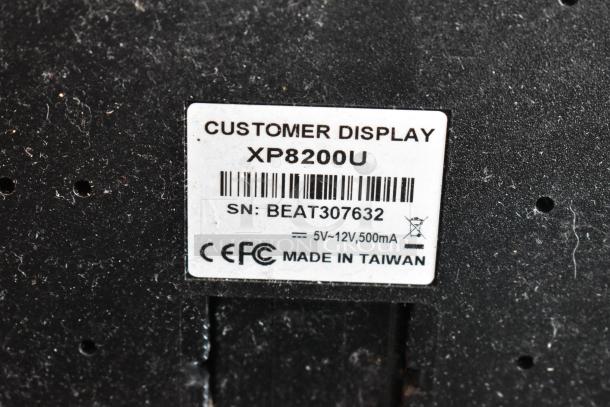 CUSTOMER DISPLAY
XP8200U
SN: BEAT307632
5V~12V,500mA
CE FC MADE IN TAIWAN